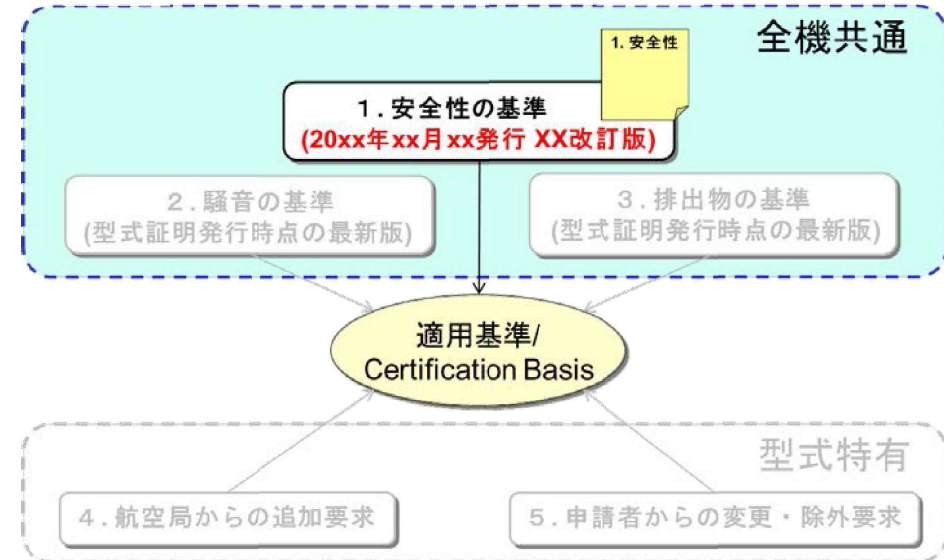 全機共通
1. 安全性
１.安全性の基準
(20xx年xx月xx発行 XX改訂版)
２.騒音の基準
(型式証明発行時点の最新版)
３.排出物の基準
(型式証明発行時点の最新版)
適用基準/
Certification Basis
型式特有
４.航空局からの追加要求
５.申請者からの変更・除外要求